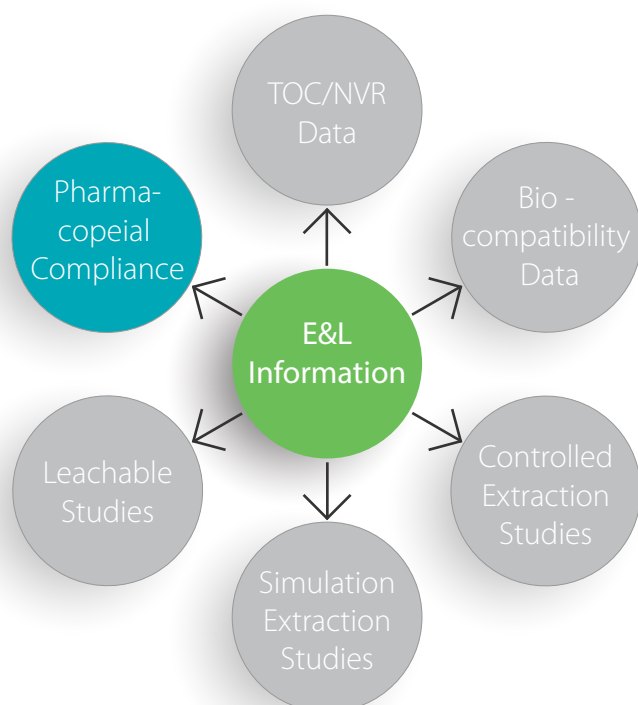 TOC/NVR
Data
Pharma-
copeial
Compliance
Bio -
compatibility
Data
E&L
Information
Leachable
Studies
Controlled
Extraction
Studies
Simulation
Extraction
Studies